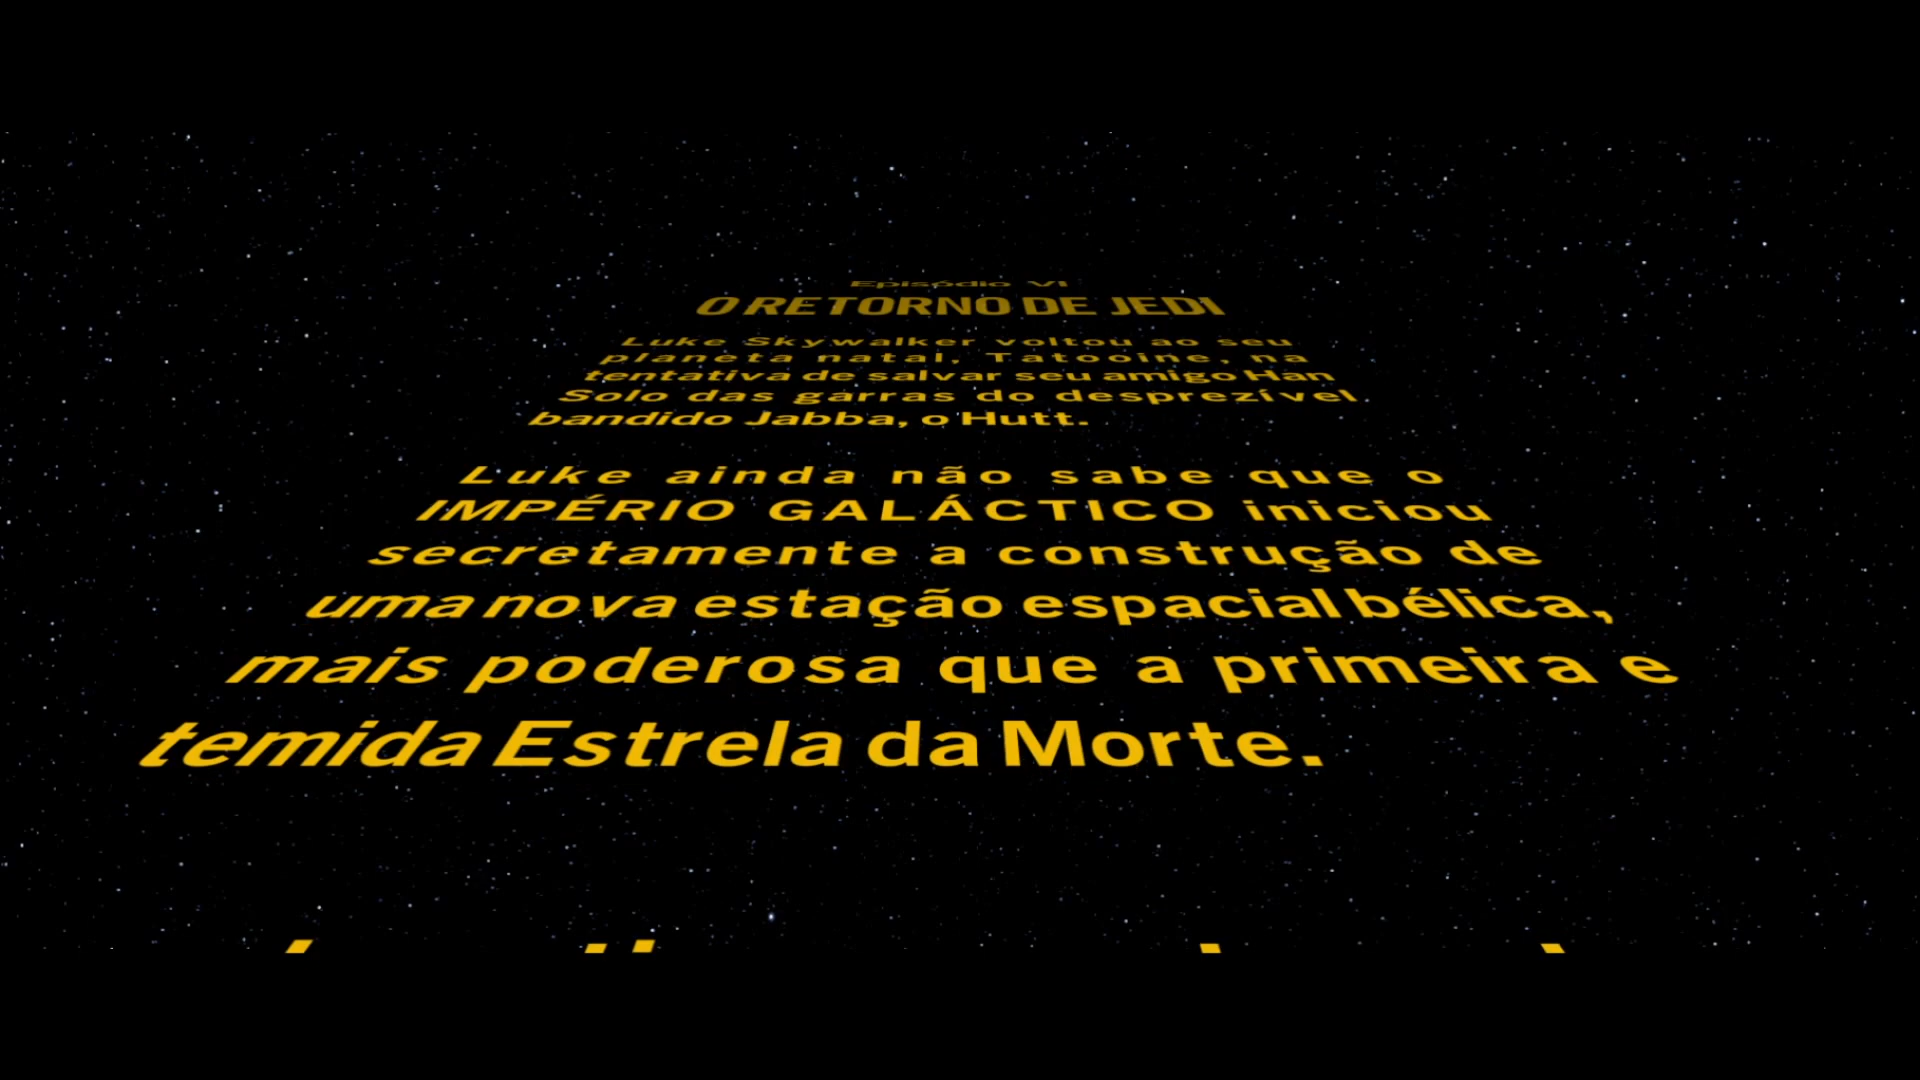 Episódio VI
O RETORNO DE JEDI
Luke Skywalker voltou ao seu
planeta natal, Tatooine, na
tentativa de salvar seu amigo Han
Solo das garras do desprezível
bandido Jabba, o Hutt.
Luke ainda não sabe que o
IMPÉRIO GALÁCTICO iniciou
secretamente a construção de
uma nova estação espacial bélica,
mais poderosa que a primeira e
temida Estrela da Morte.